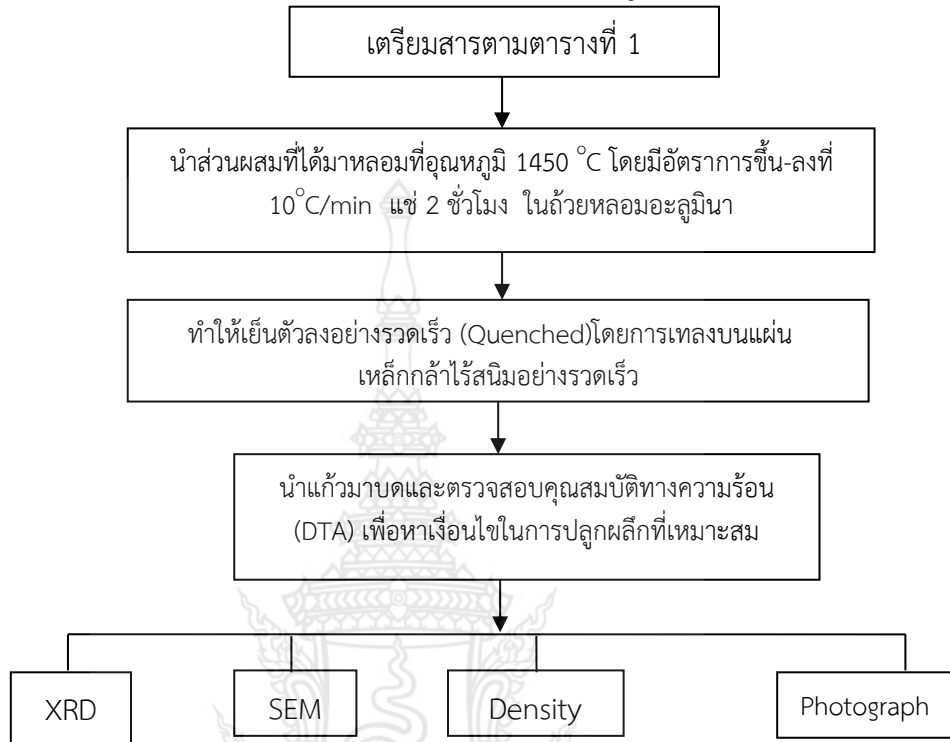 เตรียมสารตามตารางที่ 1
นำส่วนผสมที่ได้มาหลอมที่อุณหภูมิ 1450 °C โดยมีอัตราการขึ้น-ลงที่
10°C/min แช่ 2 ชั่วโมง ในถ้วยหลอมอะลูมินา
ทำให้เย็นตัวลงอย่างรวดเร็ว (Quenched)โดยการเทลงบนแผ่น
เหล็กกล้าไร้สนิมอย่างรวดเร็ว
นำแก้วมาบดและตรวจสอบคุณสมบัติทางความร้อน
(DTA) เพื่อหาเงื่อนไขในการปลูกผลึกที่เหมาะสม
XRD
SEM
Density
Photograph